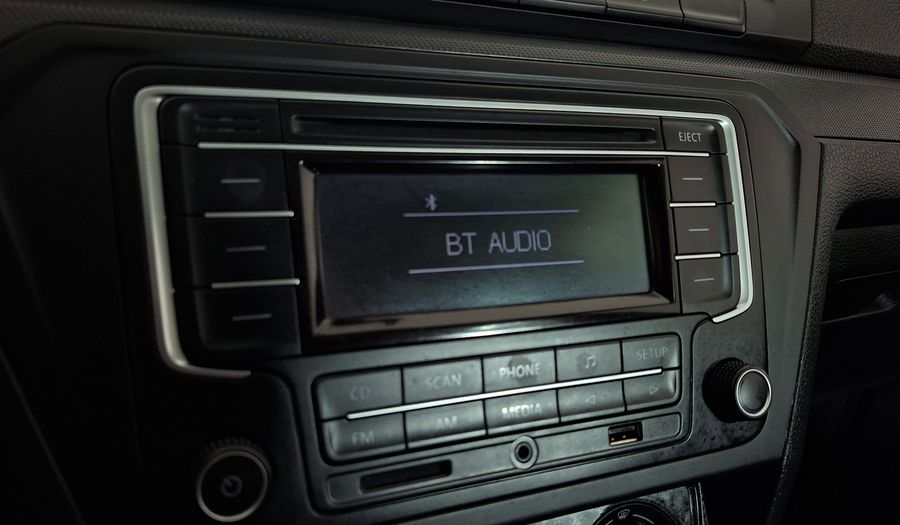 EJECT
BT AUDIO
CD SCAN PHONE SETUP
FM AM MEDIA